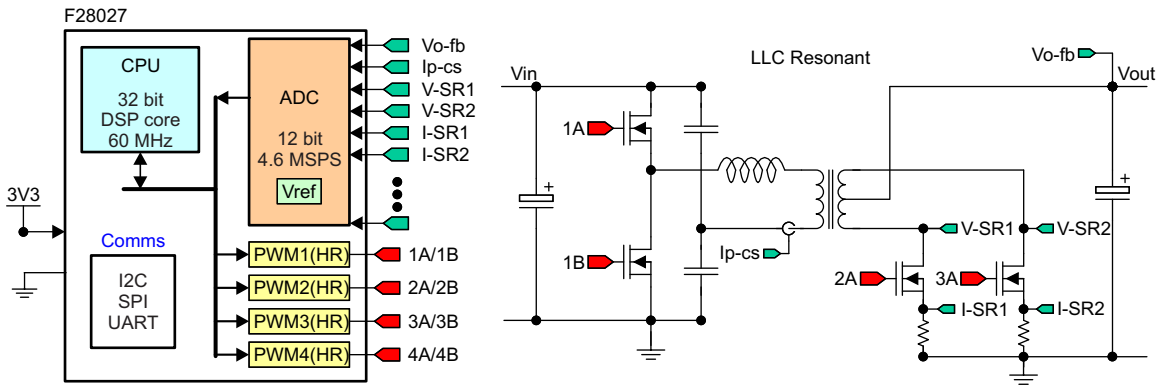 F28027
CPU
32 bit
DSP core
60 MHz
ADC
12 bit
4.6 MSPS
Vref
Vo-fb
Ip-cs
V-SR1
V-SR2
I-SR1
I-SR2
3V3
Comms
I2C
SPI
UART
PWM1(HR)
1A/1B
PWM2(HR)
2A/2B
PWM3(HR)
3A/3B
PWM4(HR)
4A/4B
LLC Resonant
Vin
Vo-fb
Vout
+
+
1A
1B
Ip-cs
V-SR1
V-SR2
2A
3A
I-SR1
I-SR2